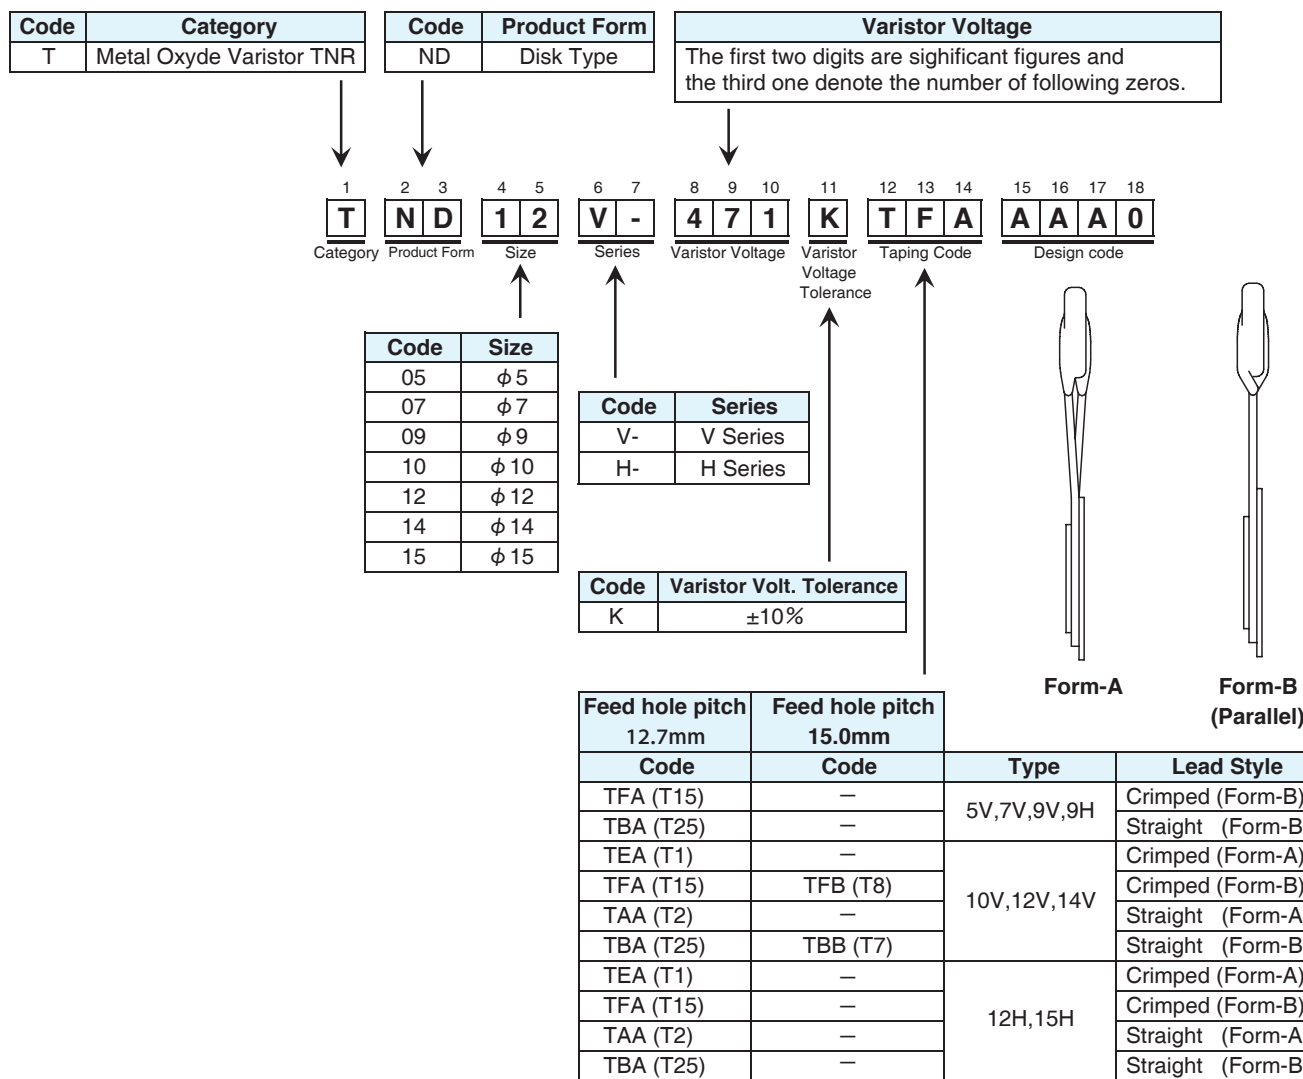 Code Category
T Metal Oxyde Varistor TNR
Code Product Form
ND Disk Type
Varistor Voltage
The first two digits are sighificant figures and
the third one denote the number of following zeros.
1 2 3 4 5 6 7 8 9 10 11 12 13 14 15 16 17 18
T N D 1 2 V - 4 7 1 K T F A A A A 0
Category Product Form Size Series Varistor Voltage Varistor Taping Code Design code
Voltage
Tolerance
Code Size
05 φ5
07 φ7
09 φ9
10 φ10
12 φ12
14 φ14
15 φ15
Code Series
V- V Series
H- H Series
Code Varistor Volt. Tolerance
K ±10%
Form-A Form-B
(Parallel)
Feed hole pitch Feed hole pitch
12.7mm 15.0mm
Code Code Type Lead Style
TFA (T15) — 5V,7V,9V,9H Crimped (Form-B)
TBA (T25) — Straight (Form-B
TEA (T1) — 10V,12V,14V Crimped (Form-A)
TFA (T15) TFB (T8) Crimped (Form-B)
TAA (T2) — Straight (Form-A
TBA (T25) TBB (T7) Straight (Form-B
TEA (T1) — 12H,15H Crimped (Form-A)
TFA (T15) — Crimped (Form-B)
TAA (T2) — Straight (Form-A
TBA (T25) — Straight (Form-B